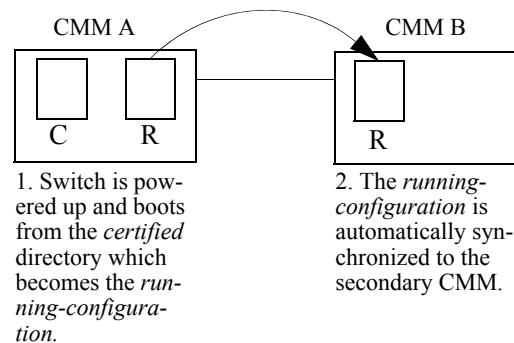 CMM A
CMM B
C
R
R
1. Switch is pow-
ered up and boots
from the certified
directory which
becomes the run-
ning-configura-
tion.
2. The running-
configuration is
automatically syn-
chronized to the
secondary CMM.